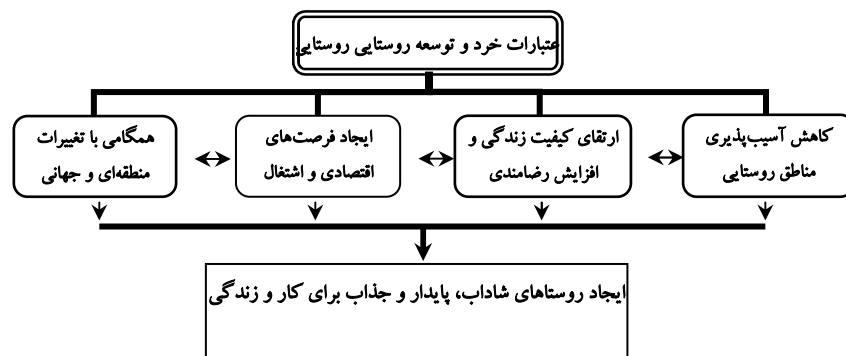 عتبارات خرد و توسعه روستایی روستایی
کاهش آسیب‌پذیری
مناطق روستایی
ارتقای کیفیت زندگی و
افزایش رضامندی
ایجاد فرصت‌های
اقتصادی و اشتغال
همگامی با تغییرات
منطقه‌ای و جهانی
ایجاد روستاهای شاداب، پایدار و جذاب برای کار و زندگی